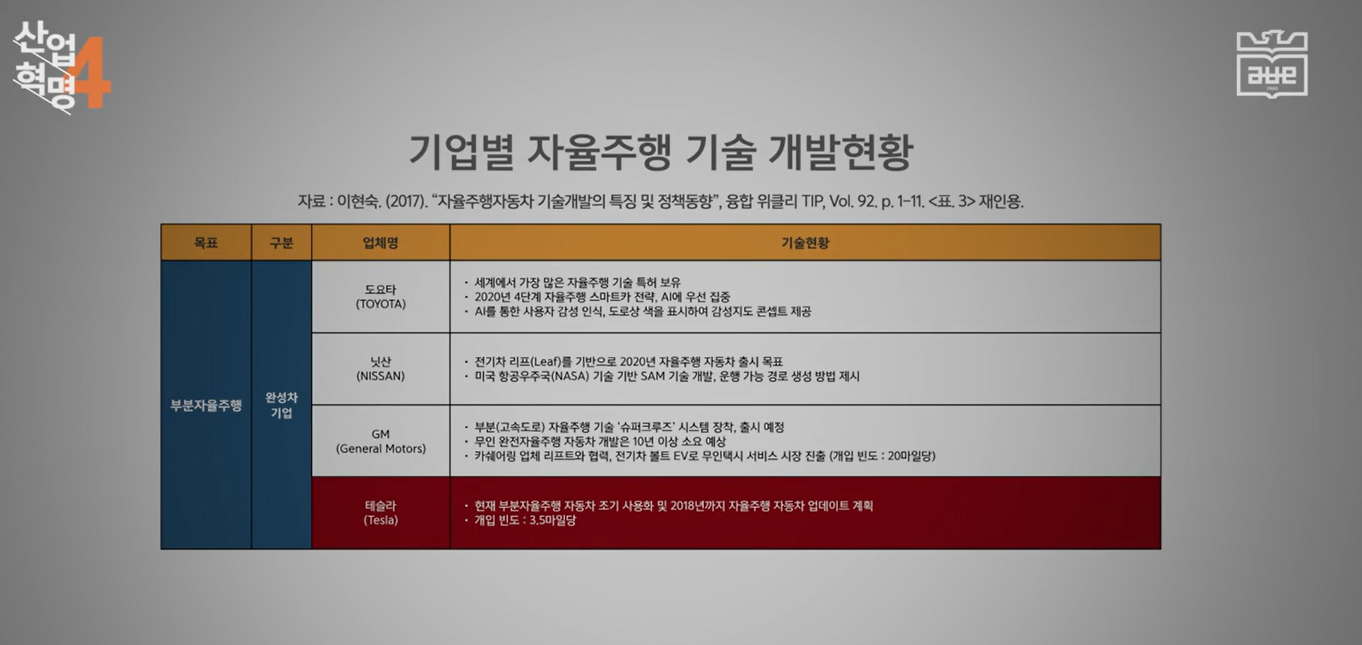 산업
혁명 4
aue
1965
기업별 자율주행 기술 개발현황
자료 : 이현숙. (2017). “자율주행자동차 기술개발의 특징 및 정책동향”, 융합 위클리 TIP, Vol. 92. p. 1-11. <표. 3> 재인용.
목표 구분 업체명 기술현황
부분자율주행
완성차
기업
도요타
(TOYOTA)
· 세계에서 가장 많은 자율주행 기술 특허 보유
· 2020년 4단계 자율주행 스마트카 전략, AI에 우선 집중
· AI를 통한 사용자 감성 인식, 도로상 색을 표시하여 감성지도 콘셉트 제공
닛산
(NISSAN)
· 전기차 리프(Leaf)를 기반으로 2020년 자율주행 자동차 출시 목표
· 미국 항공우주국(NASA) 기술 기반 SAM 기술 개발, 운행 가능 경로 생성 방법 제시
GM
(General Motors)
· 부분(고속도로) 자율주행 기술 ‘슈퍼크루즈’ 시스템 장착, 출시 예정
· 무인 완전자율주행 자동차 개발은 10년 이상 소요 예상
· 카쉐어링 업체 리프트와 협력, 전기차 볼트 EV로 무인택시 서비스 시장 진출 (개입 빈도 : 20마일당)
테슬라
(Tesla)
· 현재 부분자율주행 자동차 조기 사용화 및 2018년까지 자율주행 자동차 업데이트 계획
· 개입 빈도 : 3.5마일당